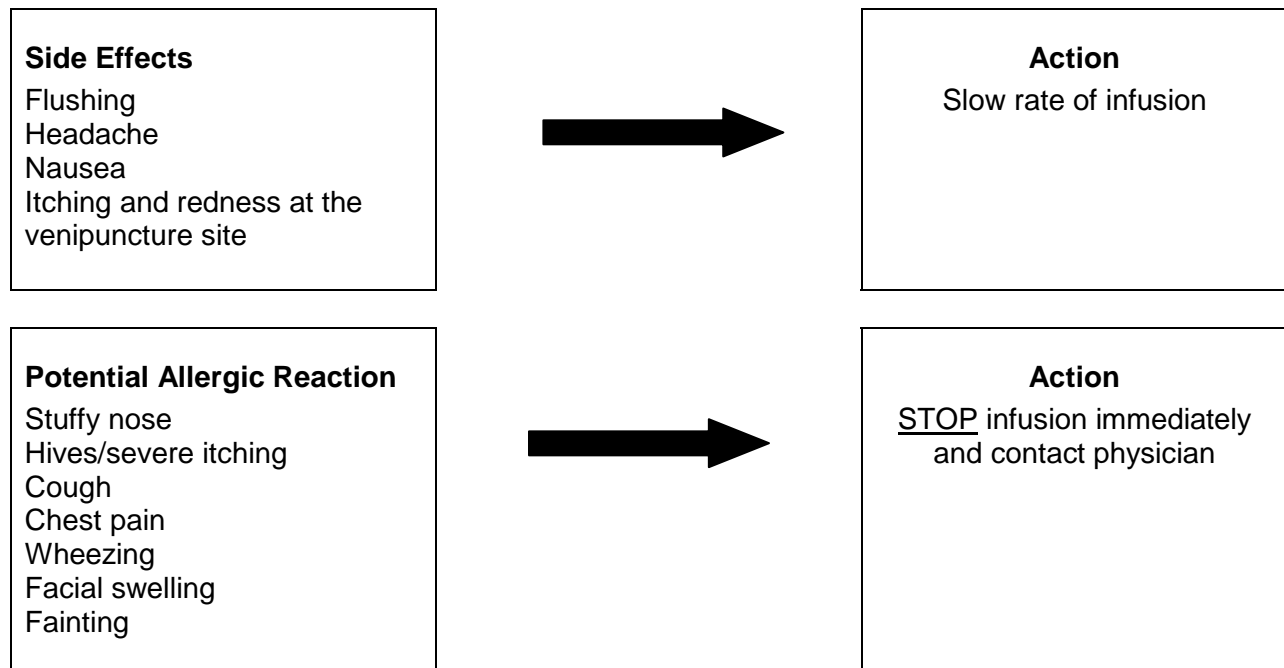 Side Effects
Flushing
Headache
Nausea
Itching and redness at the
venipuncture site
Action
Slow rate of infusion
Potential Allergic Reaction
Stuffy nose
Hives/severe itching
Cough
Chest pain
Wheezing
Facial swelling
Fainting
Action
STOP infusion immediately
and contact physician